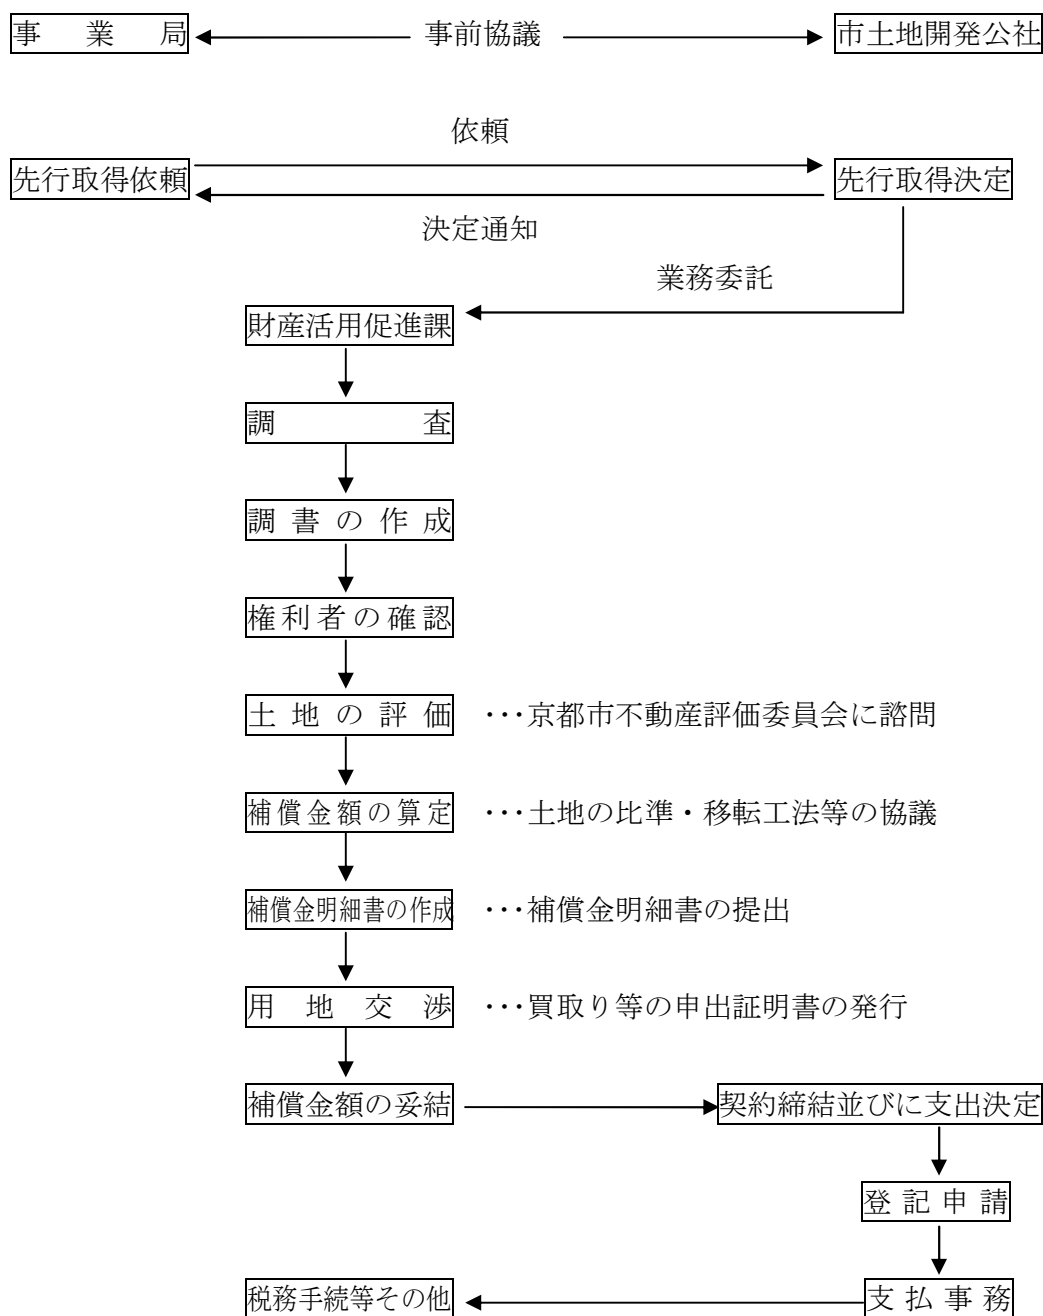 事業局 事前協議 市土地開発公社
依頼
先行取得依頼 先行取得決定
決定通知
業務委託
財産活用促進課
調査
調書の作成
権利者の確認
土地の評価 ・・・京都市不動産評価委員会に諮問
補償金額の算定 ・・・土地の比準・移転工法等の協議
補償金明細書の作成 ・・・補償金明細書の提出
用地交渉 ・・・買取り等の申出証明書の発行
補償金額の妥結 契約締結並びに支出決定
登記申請
税務手続等その他 支払事務